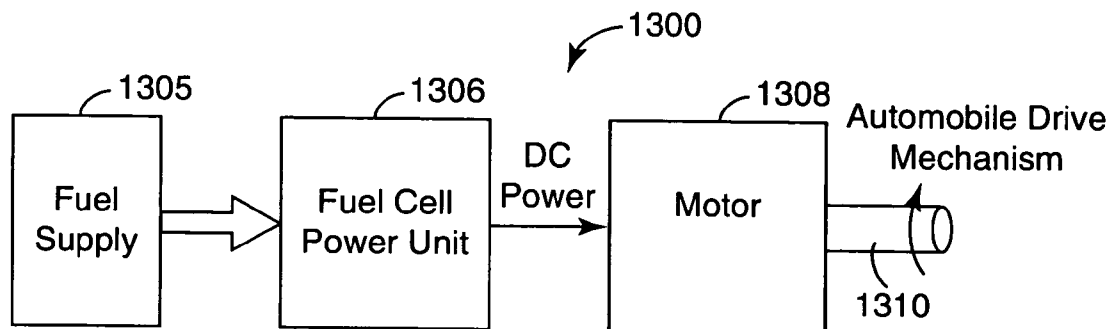 1300
1305
1306
1308
Automobile Drive
Mechanism
DC
Power
Fuel
Supply
Fuel Cell
Power Unit
Motor
1310